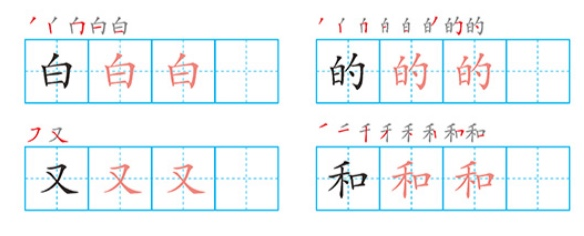 白 白 白
的 的 的
又 又 又
和 和 和